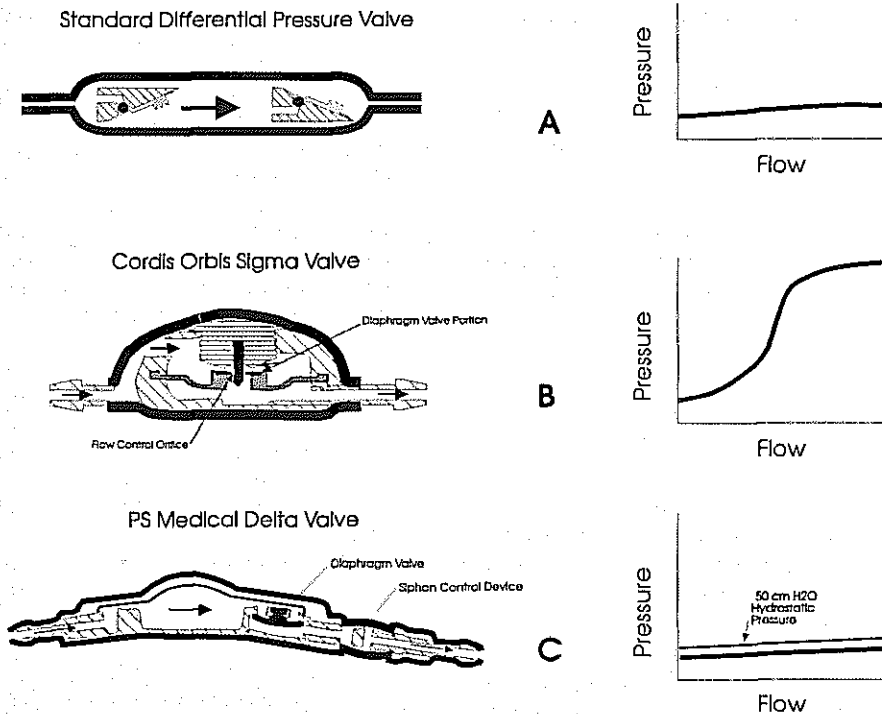 Standard Differential Pressure Valve
A
Pressure
Flow
Cordis Orbis Sigma Valve
Diaphragm Valve Portion
Flow Control Orifice
B
Pressure
Flow
PS Medical Delta Valve
Diaphragm Valve
Siphon Control Device
C
Pressure
50 cm H2O
Hydrostatic
Pressure
Flow